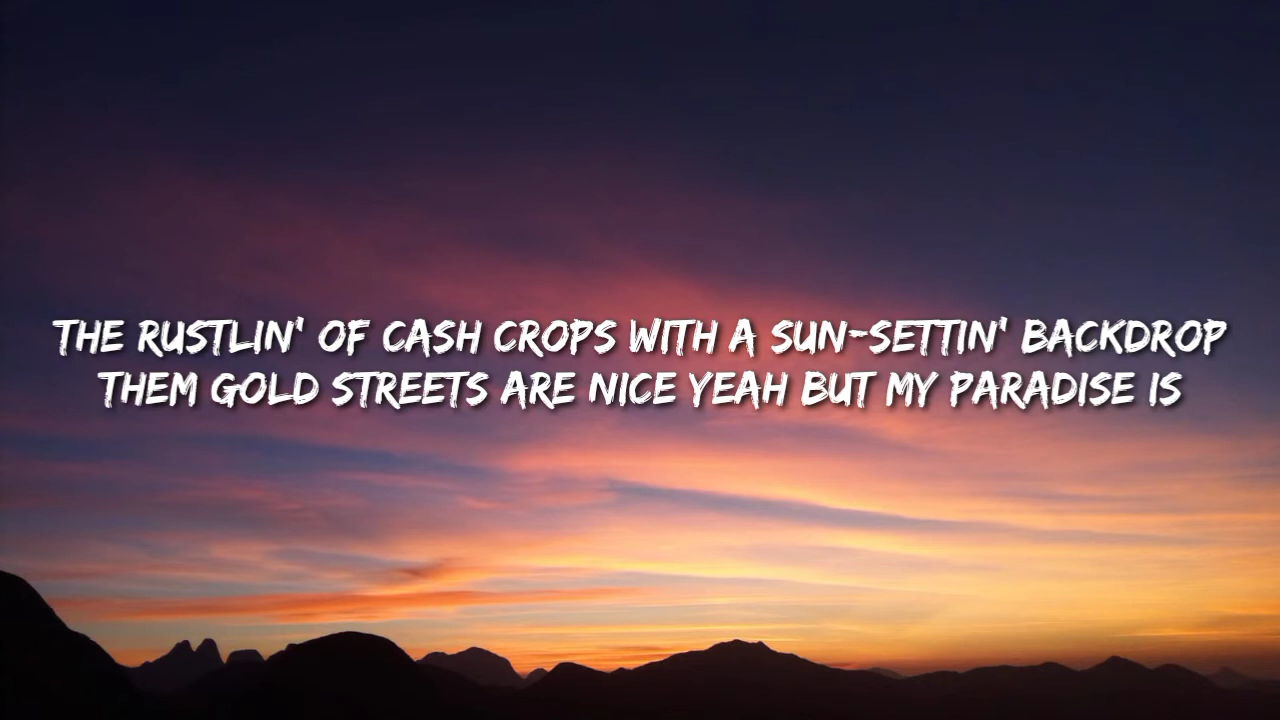 THE RUSTLIN' OF CASH CROPS WITH A SUN-SETTIN' BACKDROP
THEM GOLD STREETS ARE NICE YEAH BUT MY PARADISE IS